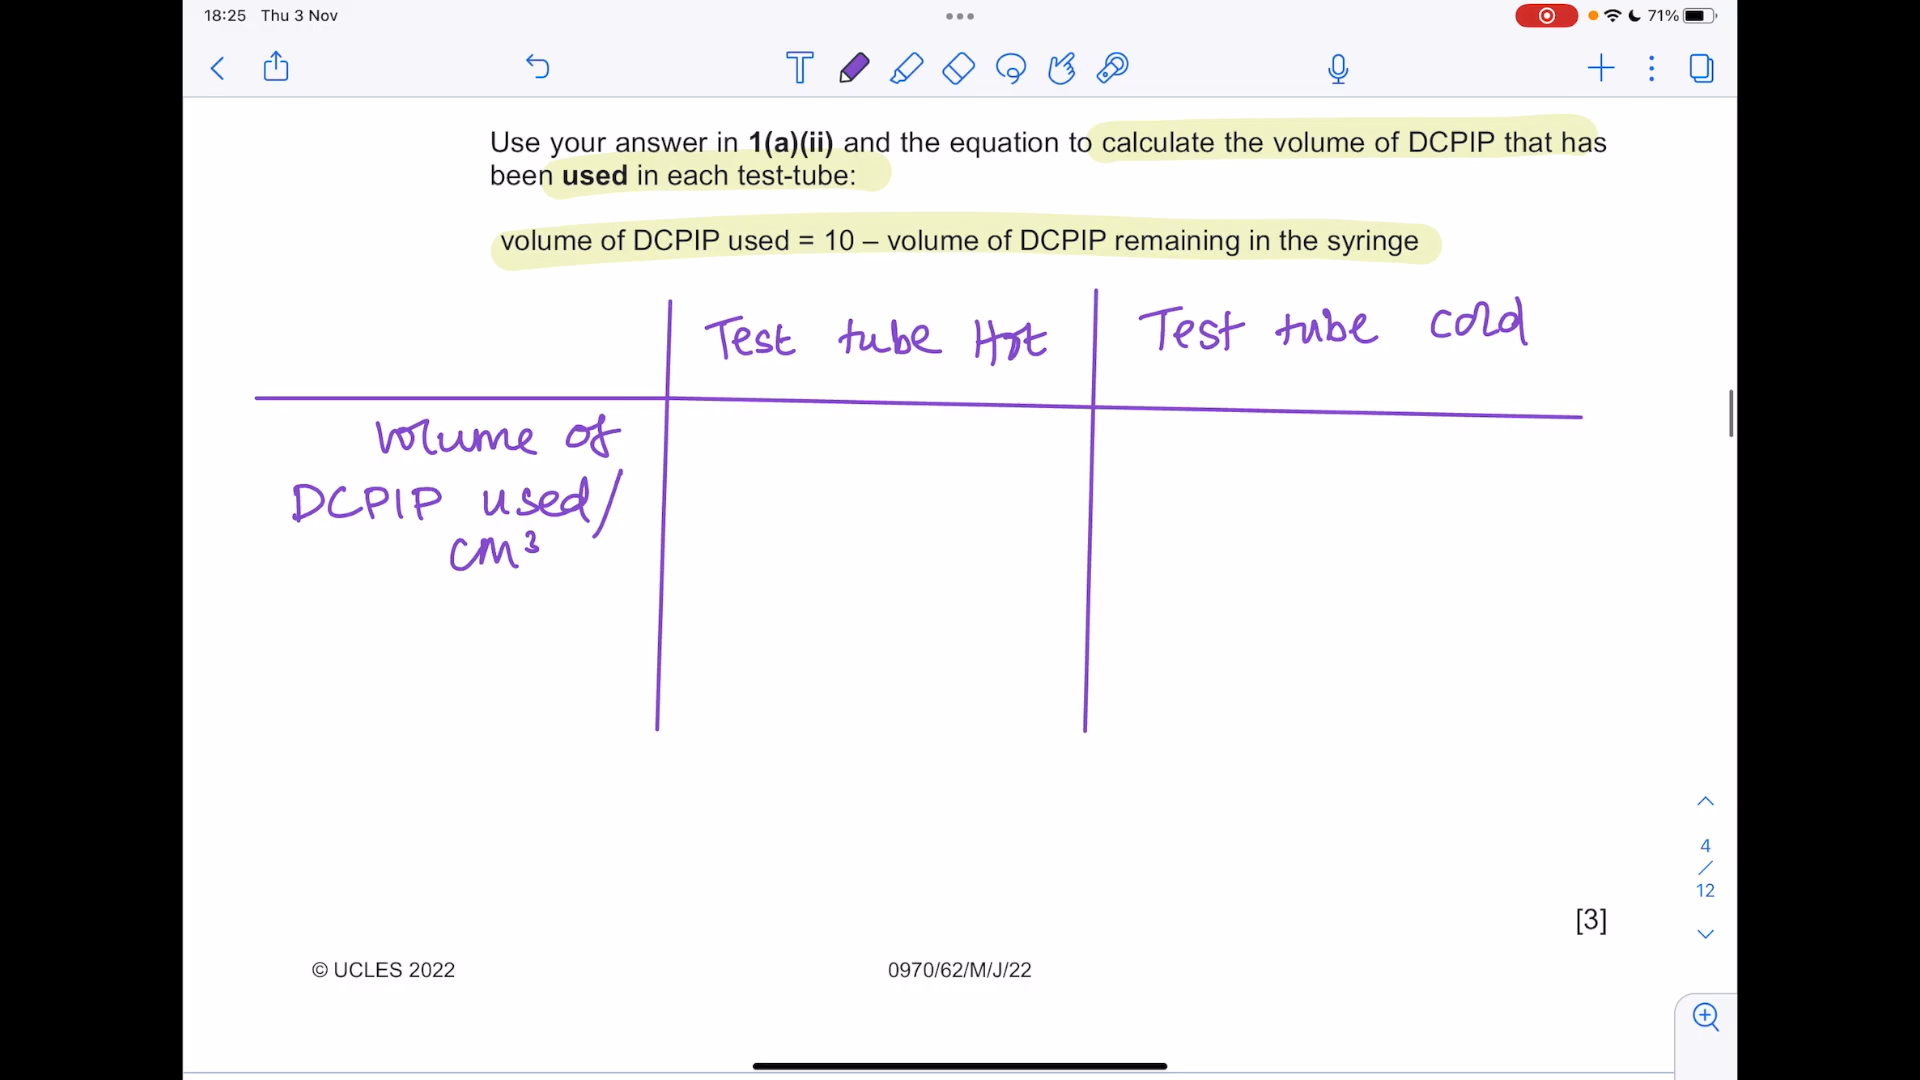 18:25 Thu 3 Nov
71%
Use your answer in 1(a)(ii) and the equation to calculate the volume of DCPIP that has
been used in each test-tube:
volume of DCPIP used = 10 – volume of DCPIP remaining in the syringe
Test tube Hot
Test tube cold
volume of
DCPIP used/
cm³
4
/
12
[3]
© UCLES 2022
0970/62/M/J/22